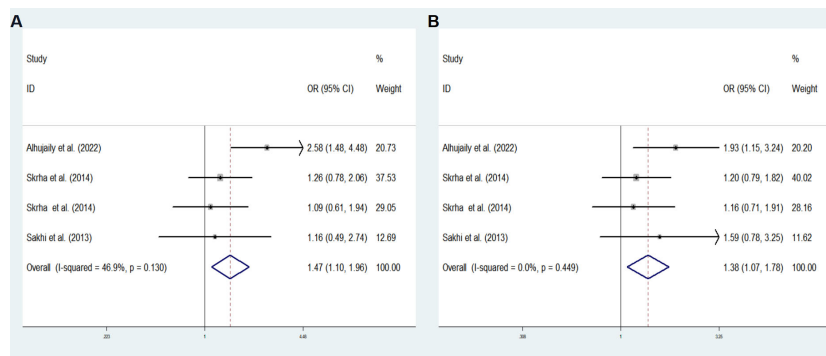 A
Study %
ID OR (95% CI) Weight
Alhujaily et al. (2022) 2.58 (1.48, 4.48) 20.73
Skrha et al. (2014) 1.26 (0.78, 2.06) 37.53
Skrha et al. (2014) 1.09 (0.61, 1.94) 29.05
Sakhi et al. (2013) 1.16 (0.49, 2.74) 12.69
Overall (I-squared = 46.9%, p = 0.130) 1.47 (1.10, 1.96) 100.00
1 4.48
B
Study %
ID OR (95% CI) Weight
Alhujaily et al. (2022) 1.93 (1.15, 3.24) 20.20
Skrha et al. (2014) 1.20 (0.79, 1.82) 40.02
Skrha et al. (2014) 1.16 (0.71, 1.91) 28.16
Sakhi et al. (2013) 1.59 (0.78, 3.25) 11.62
Overall (I-squared = 0.0%, p = 0.449) 1.38 (1.07, 1.78) 100.00
1 3.25